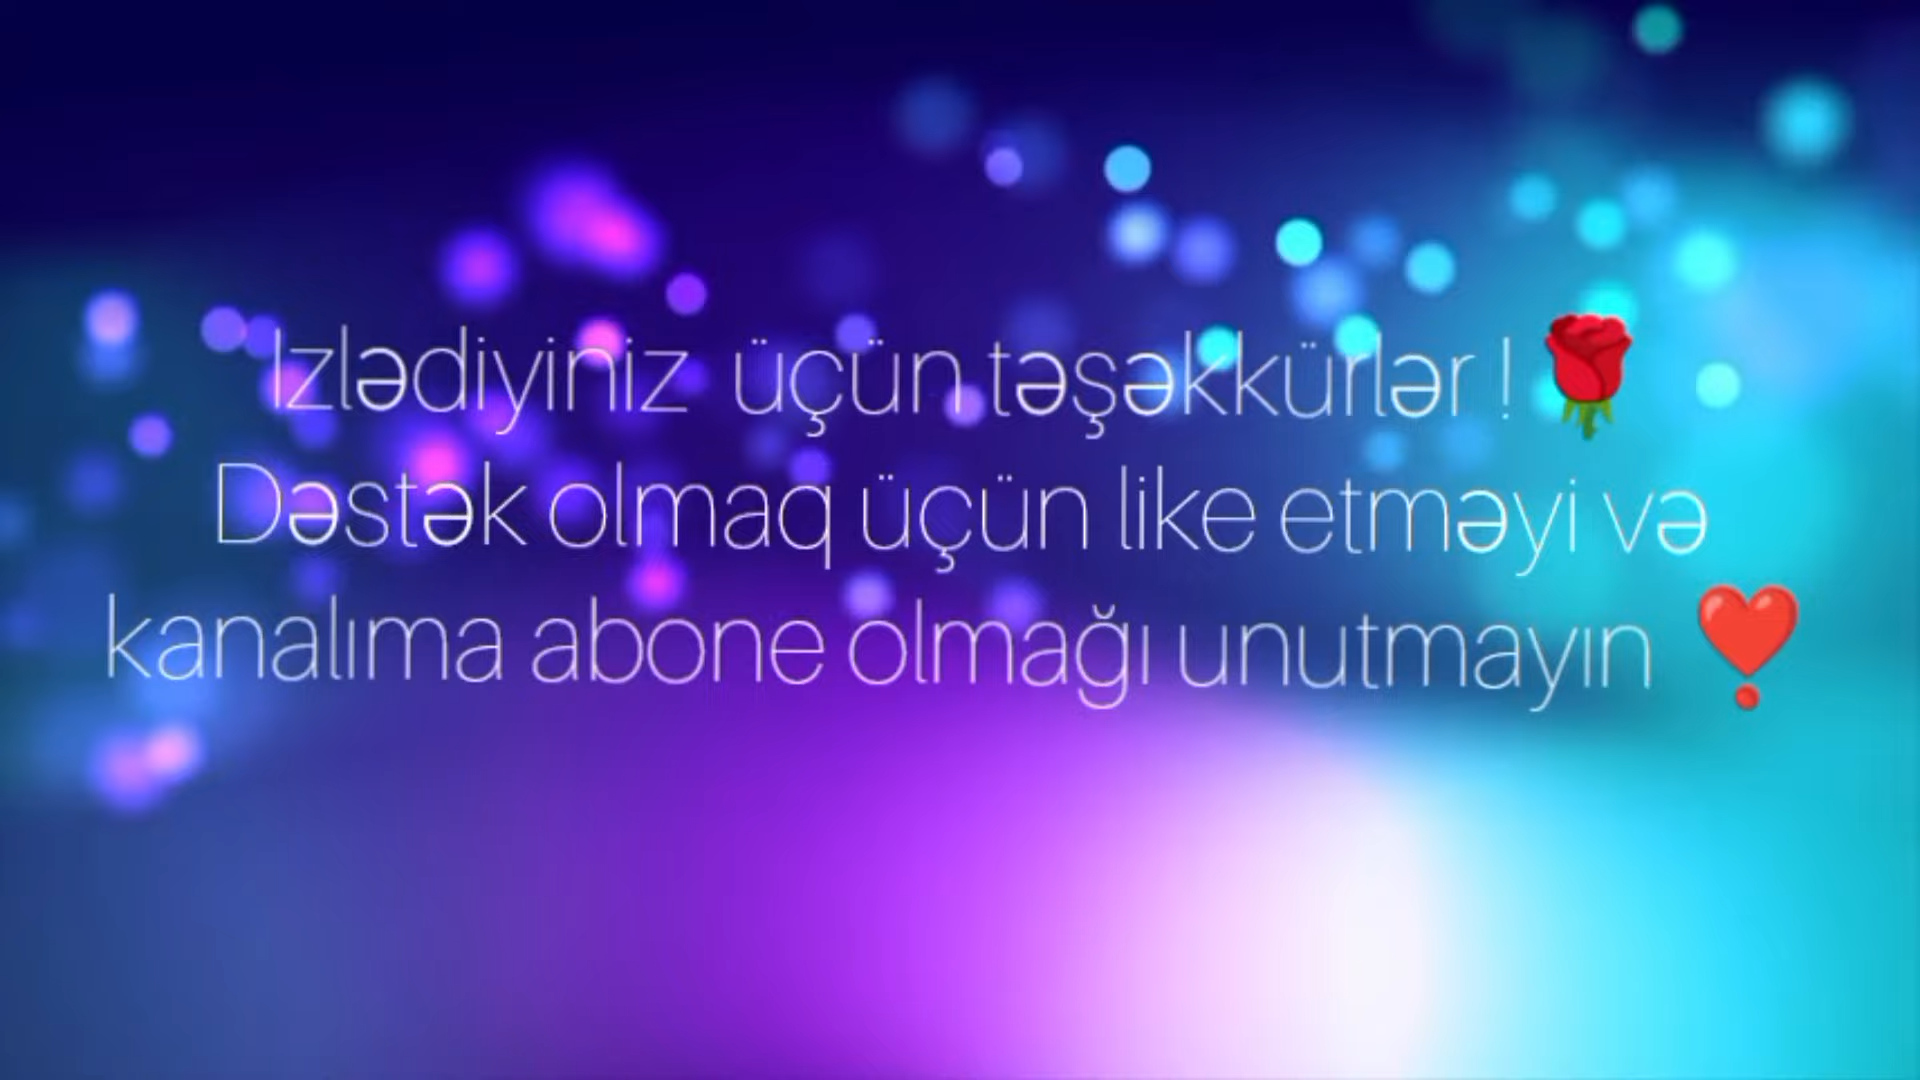 Izlədiyiniz üçün təşəkkürlər ! 🌹
Dəstək olmaq üçün like etməyi və
kanalıma abone olmağı unutmayın ❣️